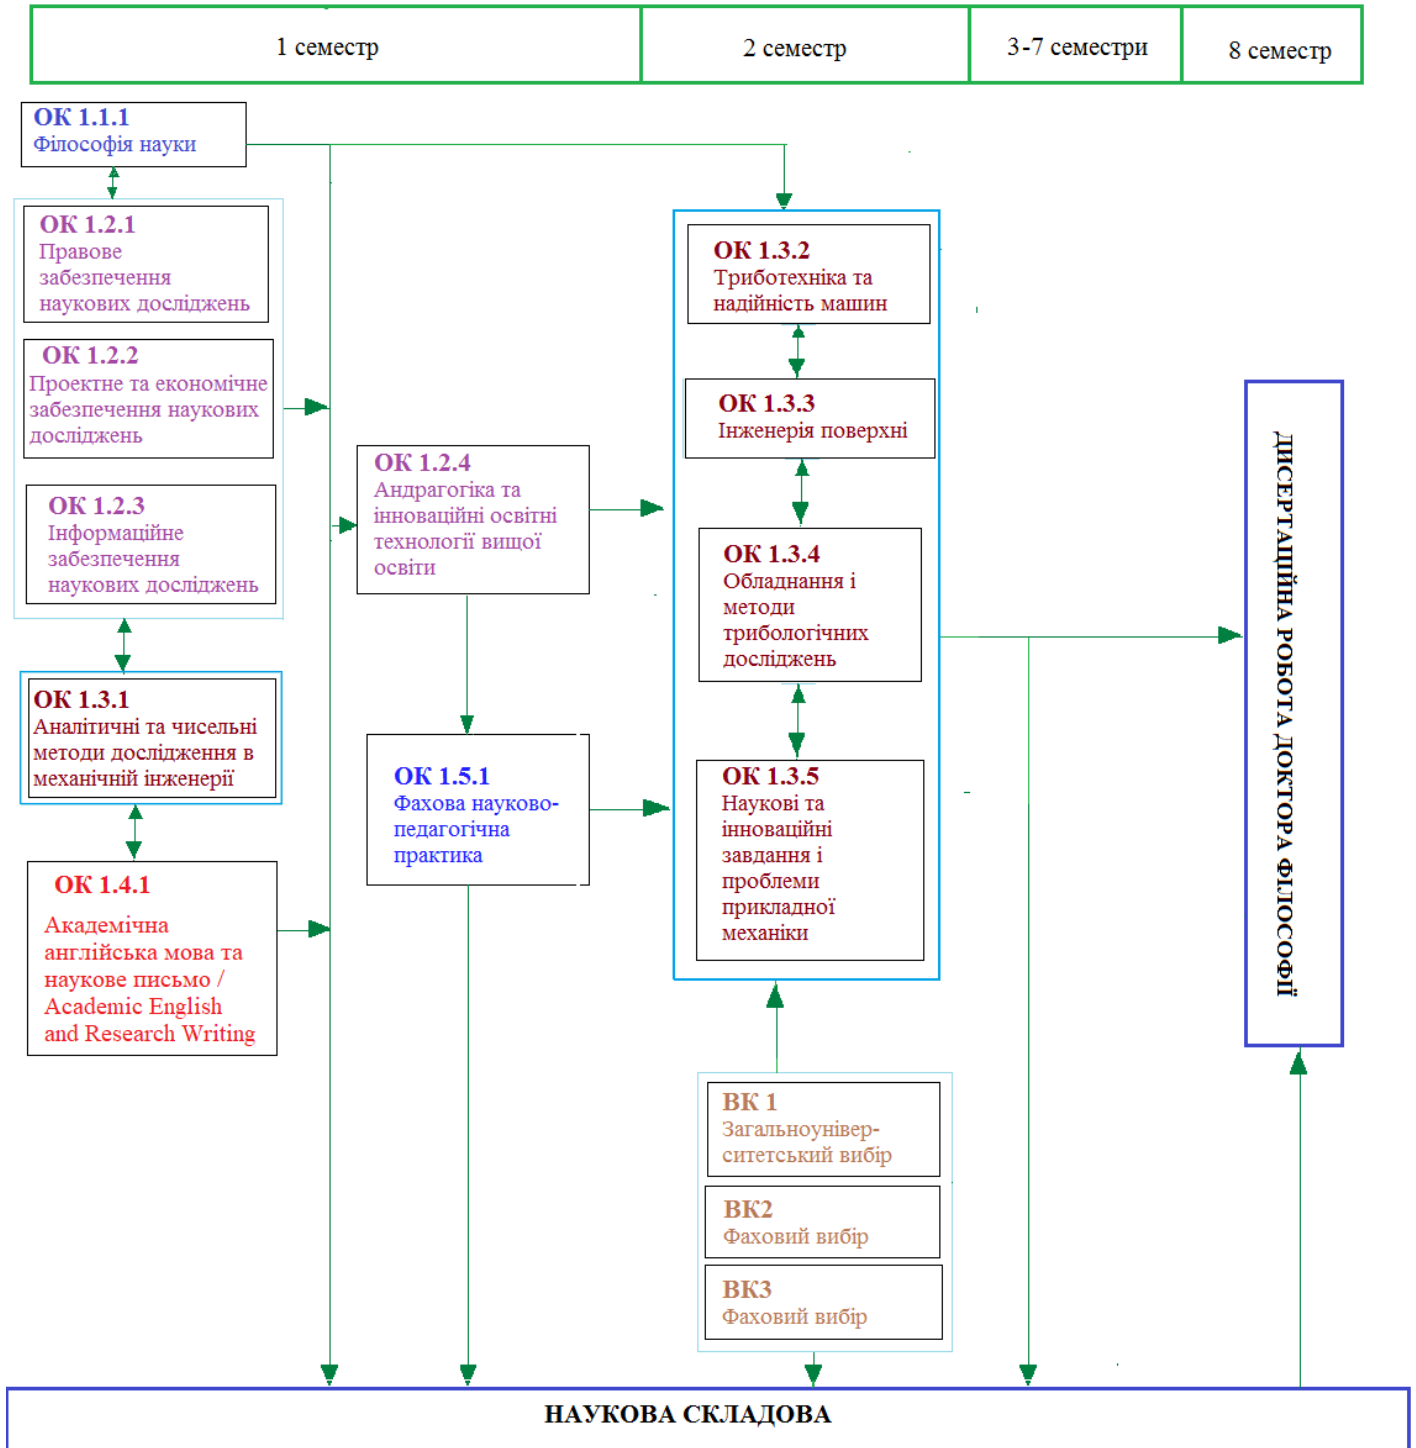 1 семестр
2 семестр
3-7 семестри
8 семестр
ОК 1.1.1
Філософія науки
ОК 1.2.1
Правове
забезпечення
наукових досліджень
ОК 1.2.2
Проектне та економічне
забезпечення наукових
досліджень
ОК 1.2.3
Інформаційне
забезпечення
наукових досліджень
ОК 1.3.1
Аналітичні та чисельні
методи дослідження в
механічній інженерії
ОК 1.4.1
Академічна
англійська мова та
наукове письмо /
Academic English
and Research Writing
ОК 1.2.4
Андрагогіка та
інноваційні освітні
технології вищої
освіти
ОК 1.5.1
Фахова науково-
педагогічна
практика
ОК 1.3.2
Триботехніка та
надійність машин
ОК 1.3.3
Інженерія поверхні
ОК 1.3.4
Обладнання і
методи
трибологічних
досліджень
ОК 1.3.5
Наукові та
інноваційні
завдання і
проблеми
прикладної
механіки
ВК 1
Загальноунівер-
ситетський вибір
ВК2
Фаховий вибір
ВК3
Фаховий вибір
ДИСЕРТАЦІЙНА РОБОТА ДОКТОРА ФІЛОСОФІЇ
НАУКОВА СКЛАДОВА